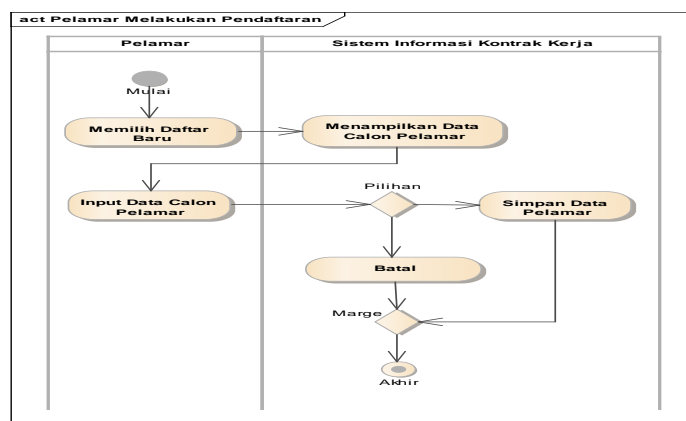 act Pelamar Melakukan Pendaftaran
Pelamar
Sistem Informasi Kontrak Kerja
Mulai
Memilih Daftar
Baru
Menampilkan Data
Calon Pelamar
Input Data Calon
Pelamar
Pilihan
Simpan Data
Pelamar
Batal
Marge
Akhir